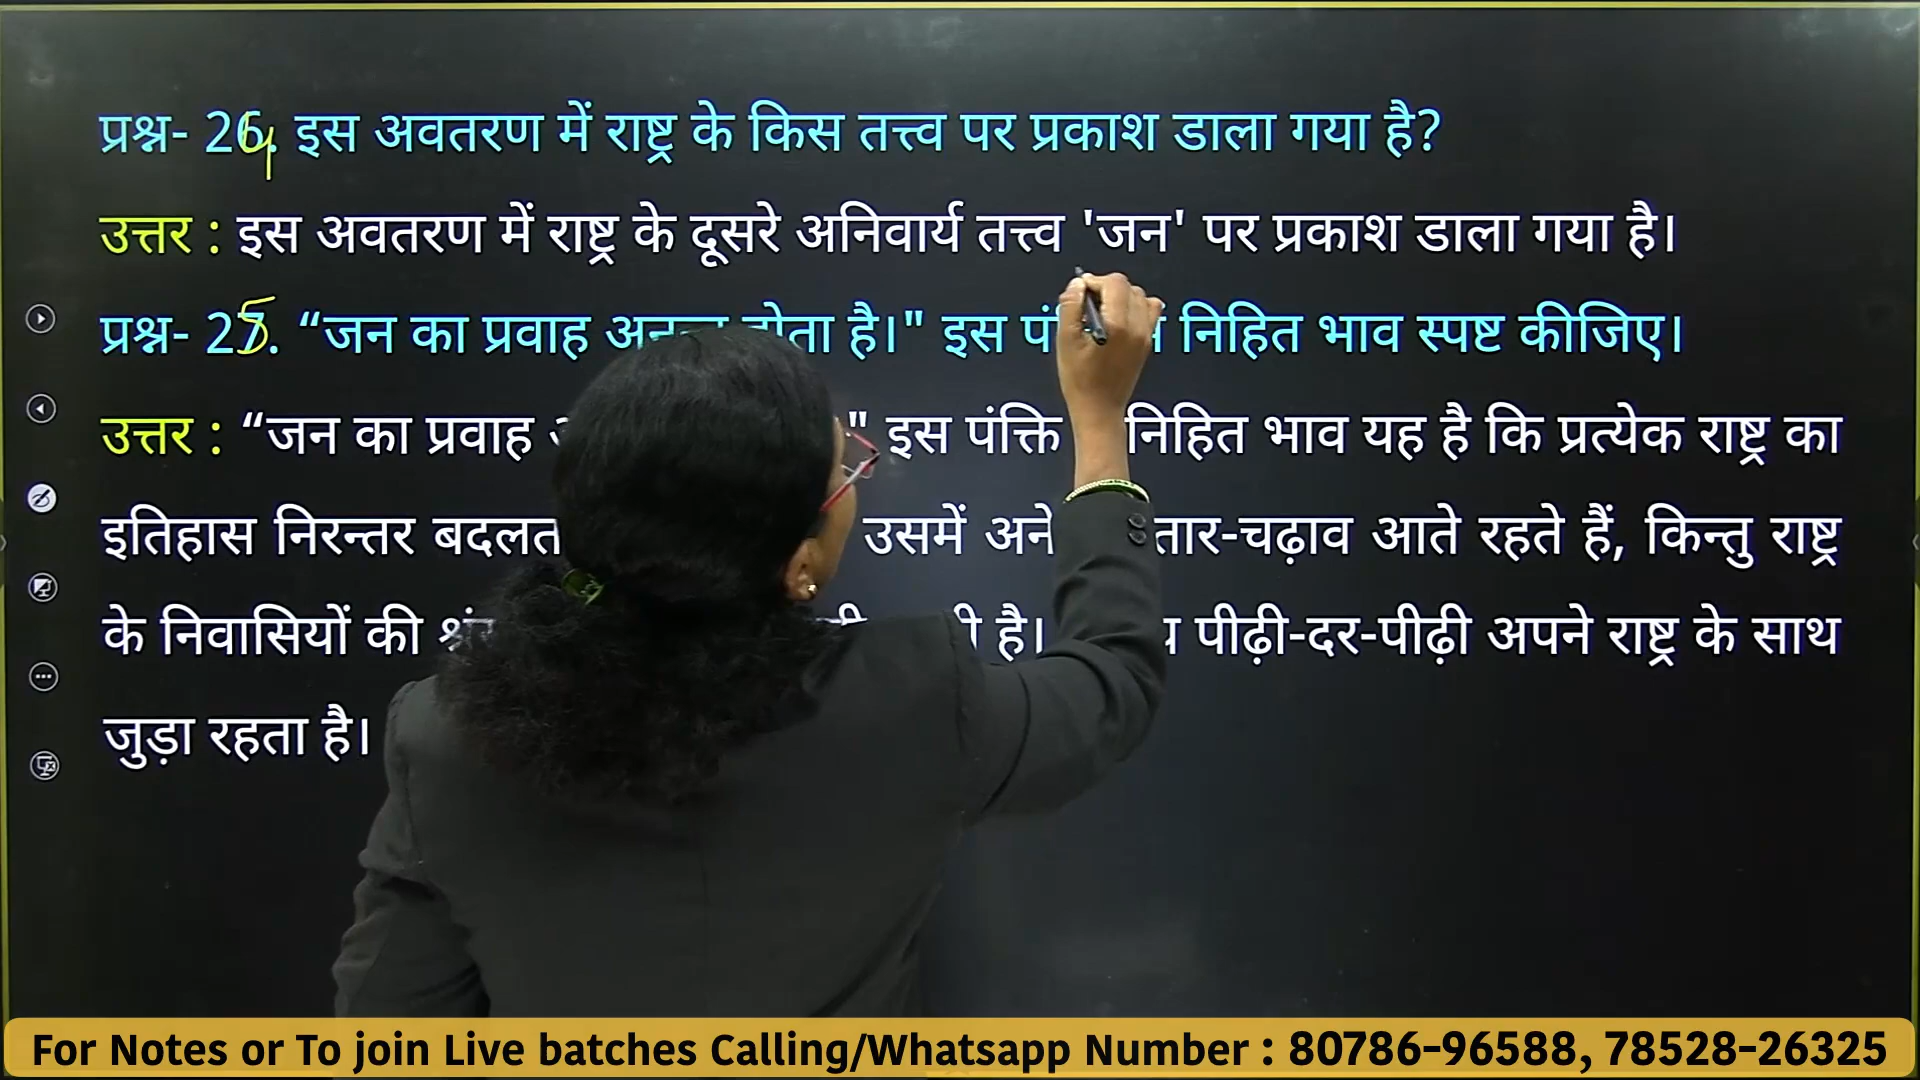 प्रश्न- 26. इस अवतरण में राष्ट्र के किस तत्त्व पर प्रकाश डाला गया है?
4
उत्तर : इस अवतरण में राष्ट्र के दूसरे अनिवार्य तत्त्व 'जन' पर प्रकाश डाला गया है।
प्रश्न- 27. “जन का प्रवाह होता है।" इस निहित भाव स्पष्ट कीजिए।
5
उत्तर : “जन का प्रवाह " इस पंक्ति निहित भाव यह है कि प्रत्येक राष्ट्र का
इतिहास निरन्तर उसमें आते रहते हैं, किन्तु राष्ट्र
के निवासियों की है। पीढ़ी-दर-पीढ़ी अपने राष्ट्र के साथ
जुड़ा रहता है।
For Notes or To join Live batches Calling/Whatsapp Number : 80786-96588, 78528-26325